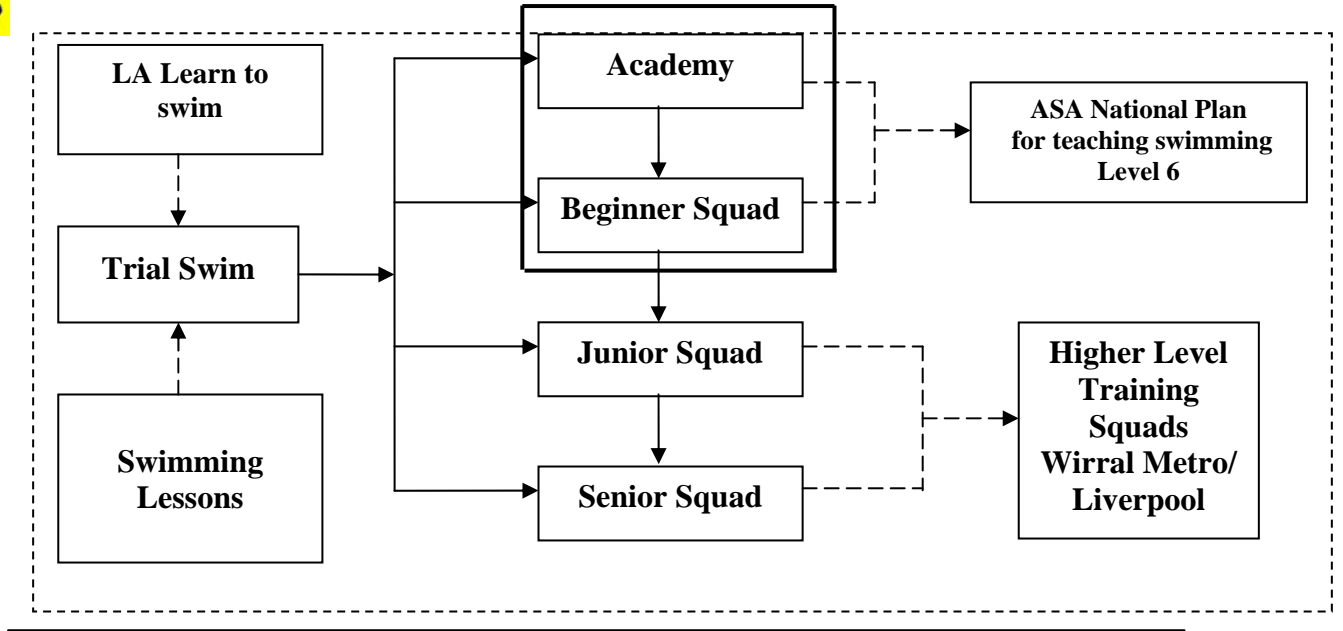 LA Learn to
swim
Trial Swim
Swimming
Lessons
Academy
Beginner Squad
Junior Squad
Senior Squad
ASA National Plan
for teaching swimming
Level 6
Higher Level
Training
Squads
Wirral Metro/
Liverpool